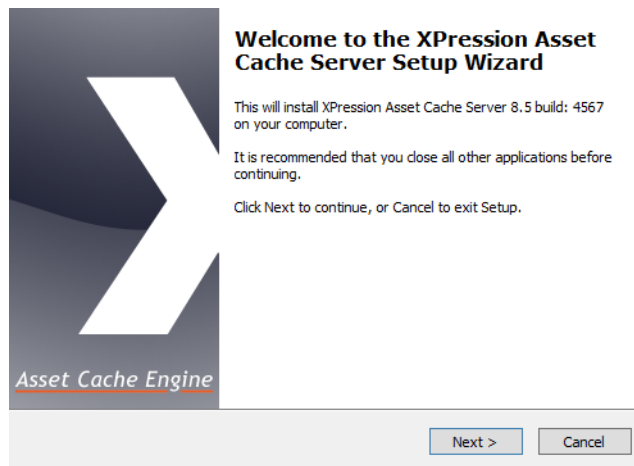 Welcome to the XPression Asset
Cache Server Setup Wizard
This will install XPression Asset Cache Server 8.5 build: 4567
on your computer.
It is recommended that you close all other applications before
continuing.
Click Next to continue, or Cancel to exit Setup.
Asset Cache Engine
Next >
Cancel